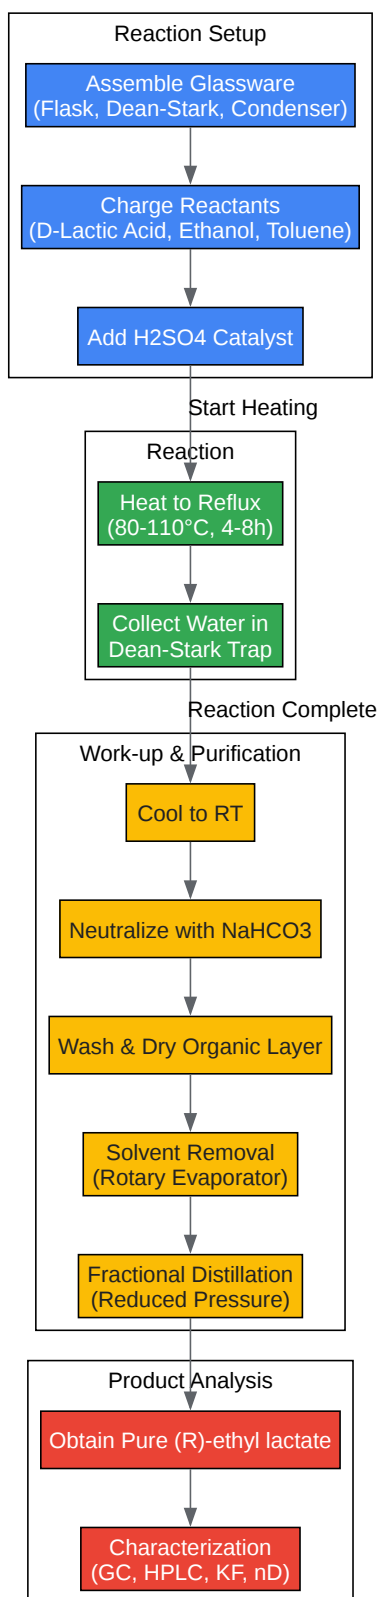 Reaction Setup
Assemble Glassware
(Flask, Dean-Stark, Condenser)
Charge Reactants
(D-Lactic Acid, Ethanol, Toluene)
Add H2SO4 Catalyst
Start Heating
Reaction
Heat to Reflux
(80-110°C, 4-8h)
Collect Water in
Dean-Stark Trap
Reaction Complete
Work-up & Purification
Cool to RT
Neutralize with NaHCO3
Wash & Dry Organic Layer
Solvent Removal
(Rotary Evaporator)
Fractional Distillation
(Reduced Pressure)
Product Analysis
Obtain Pure (R)-ethyl lactate
Characterization
(GC, HPLC, KF, nD)